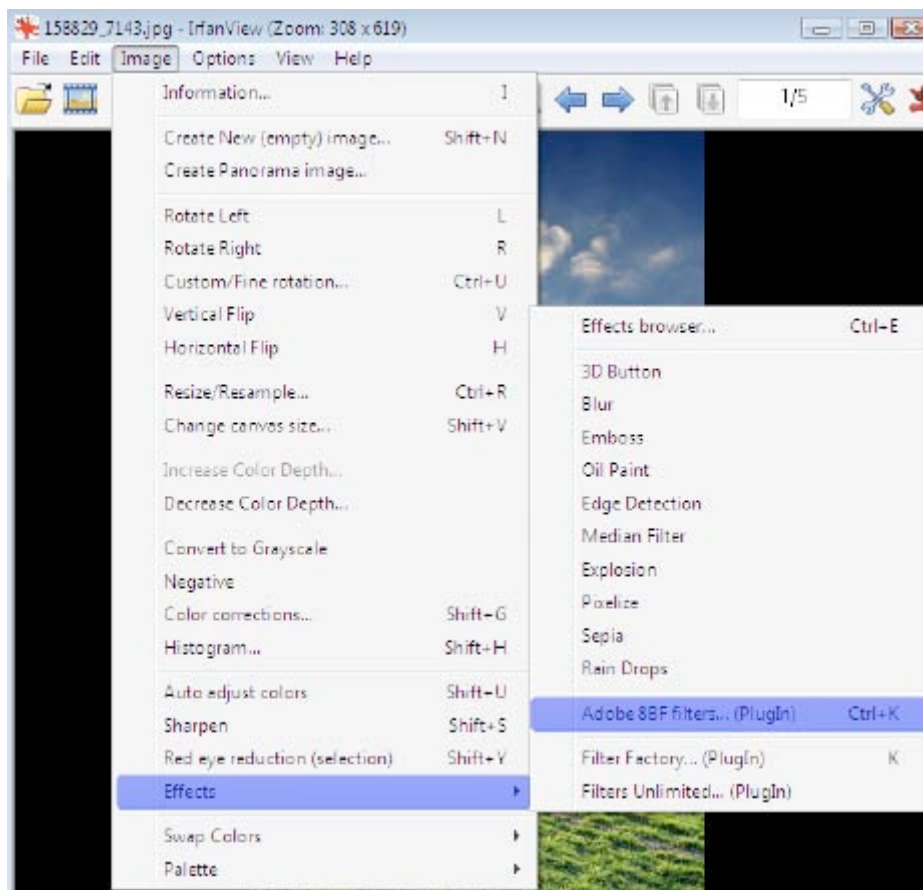 158829_7143.jpg - IrfanView (Zoom: 308 x 619)
File Edit Image Options View Help
1/5
Information... I
Create New (empty) image... Shift+N
Create Panorama image...
Rotate Left L
Rotate Right R
Custom/Fine rotation... Ctrl+U
Vertical Flip V
Horizontal Flip H
Resize/Resample... Ctrl+R
Change canvas size... Shift+V
Increase Color Depth...
Decrease Color Depth...
Convert to Grayscale
Negative
Color corrections... Shift+G
Histogram... Shift+H
Auto adjust colors Shift+U
Sharpen Shift+S
Red eye reduction (selection) Shift+Y
Effects
Swap Colors
Palette
Effects browser... Ctrl+E
3D Button
Blur
Emboss
Oil Paint
Edge Detection
Median Filter
Explosion
Pixelize
Sepia
Rain Drops
Adobe 8BF filters... (PlugIn) Ctrl+K
Filter Factory... (PlugIn) K
Filters Unlimited... (PlugIn)